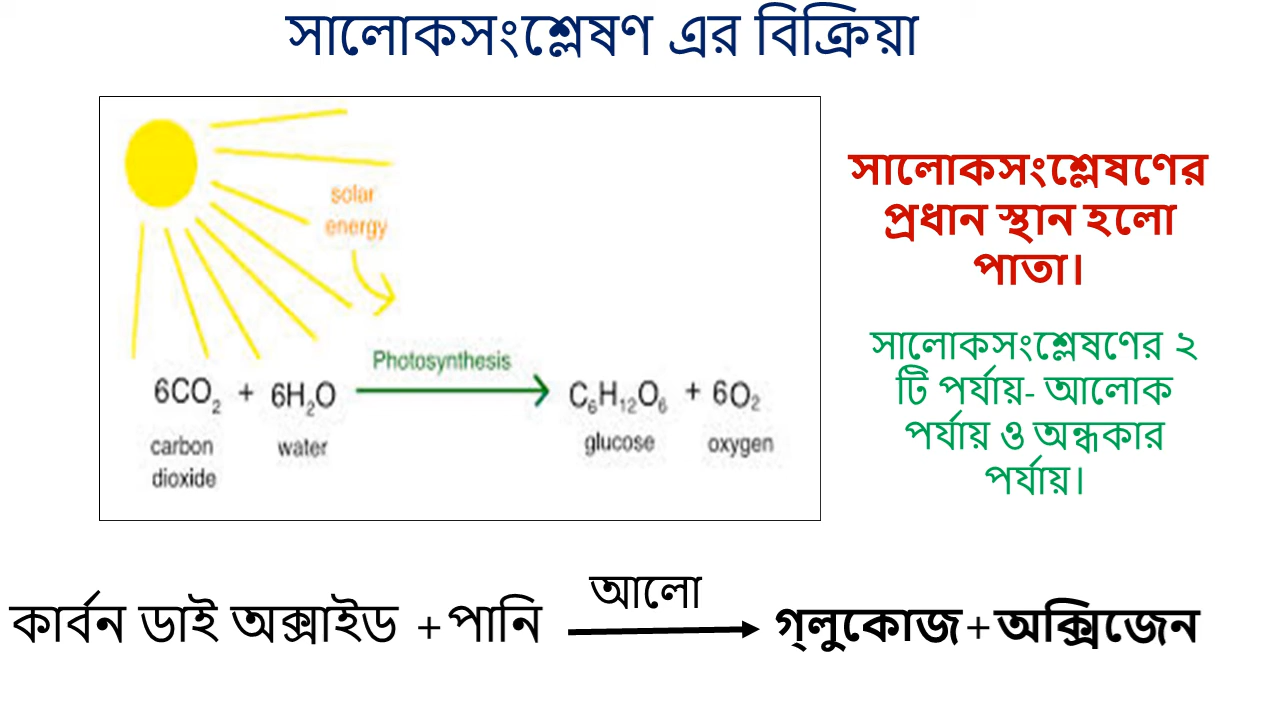 সালোকসংশ্লেষণ এর বিক্রিয়া
solar
energy
Photosynthesis
6CO₂ + 6H₂O C₆H₁₂O₆ + 6O₂
carbon
dioxide
water
glucose
oxygen
সালোকসংশ্লেষণের
প্রধান স্থান হলো
পাতা।
সালোকসংশ্লেষণের ২
টি পর্যায়- আলোক
পর্যায় ও অন্ধকার
পর্যায়।
আলো
কার্বন ডাই অক্সাইড + পানি গ্লুকোজ + অক্সিজেন